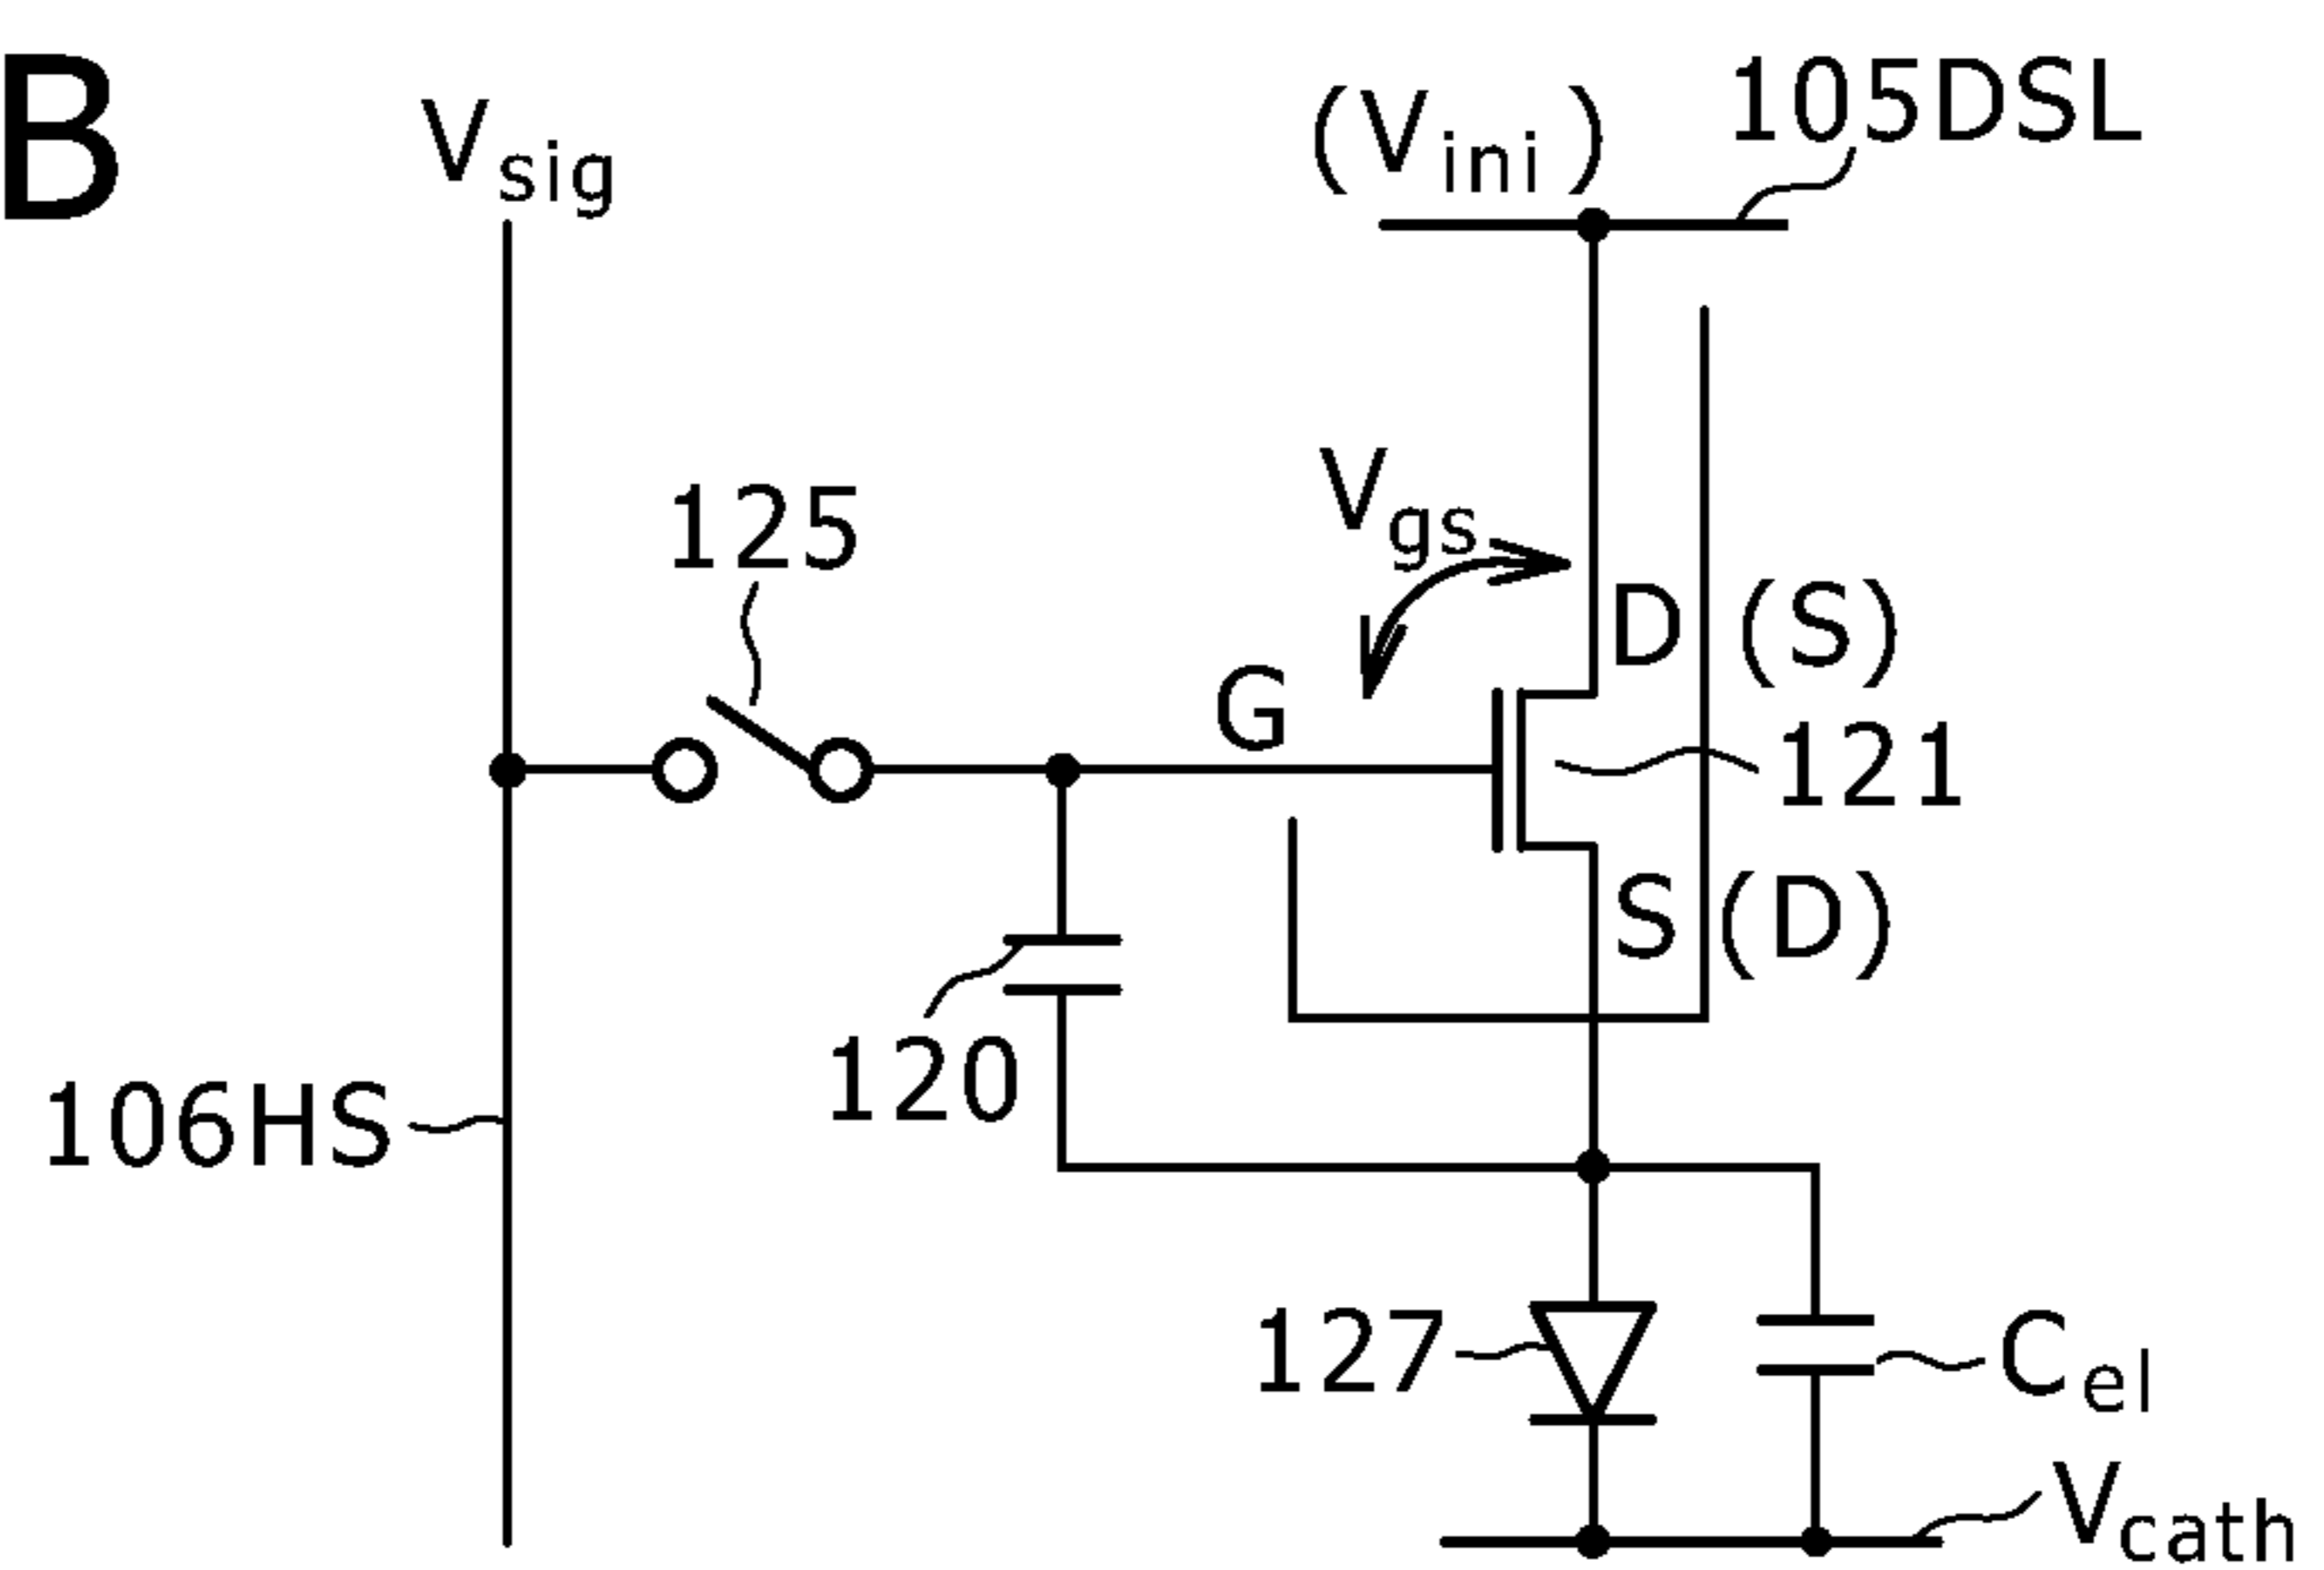 B
Vsig
(Vini)
105DSL
125
Vgs
D (S)
G
121
S (D)
120
106HS
127
Cel
Vcath